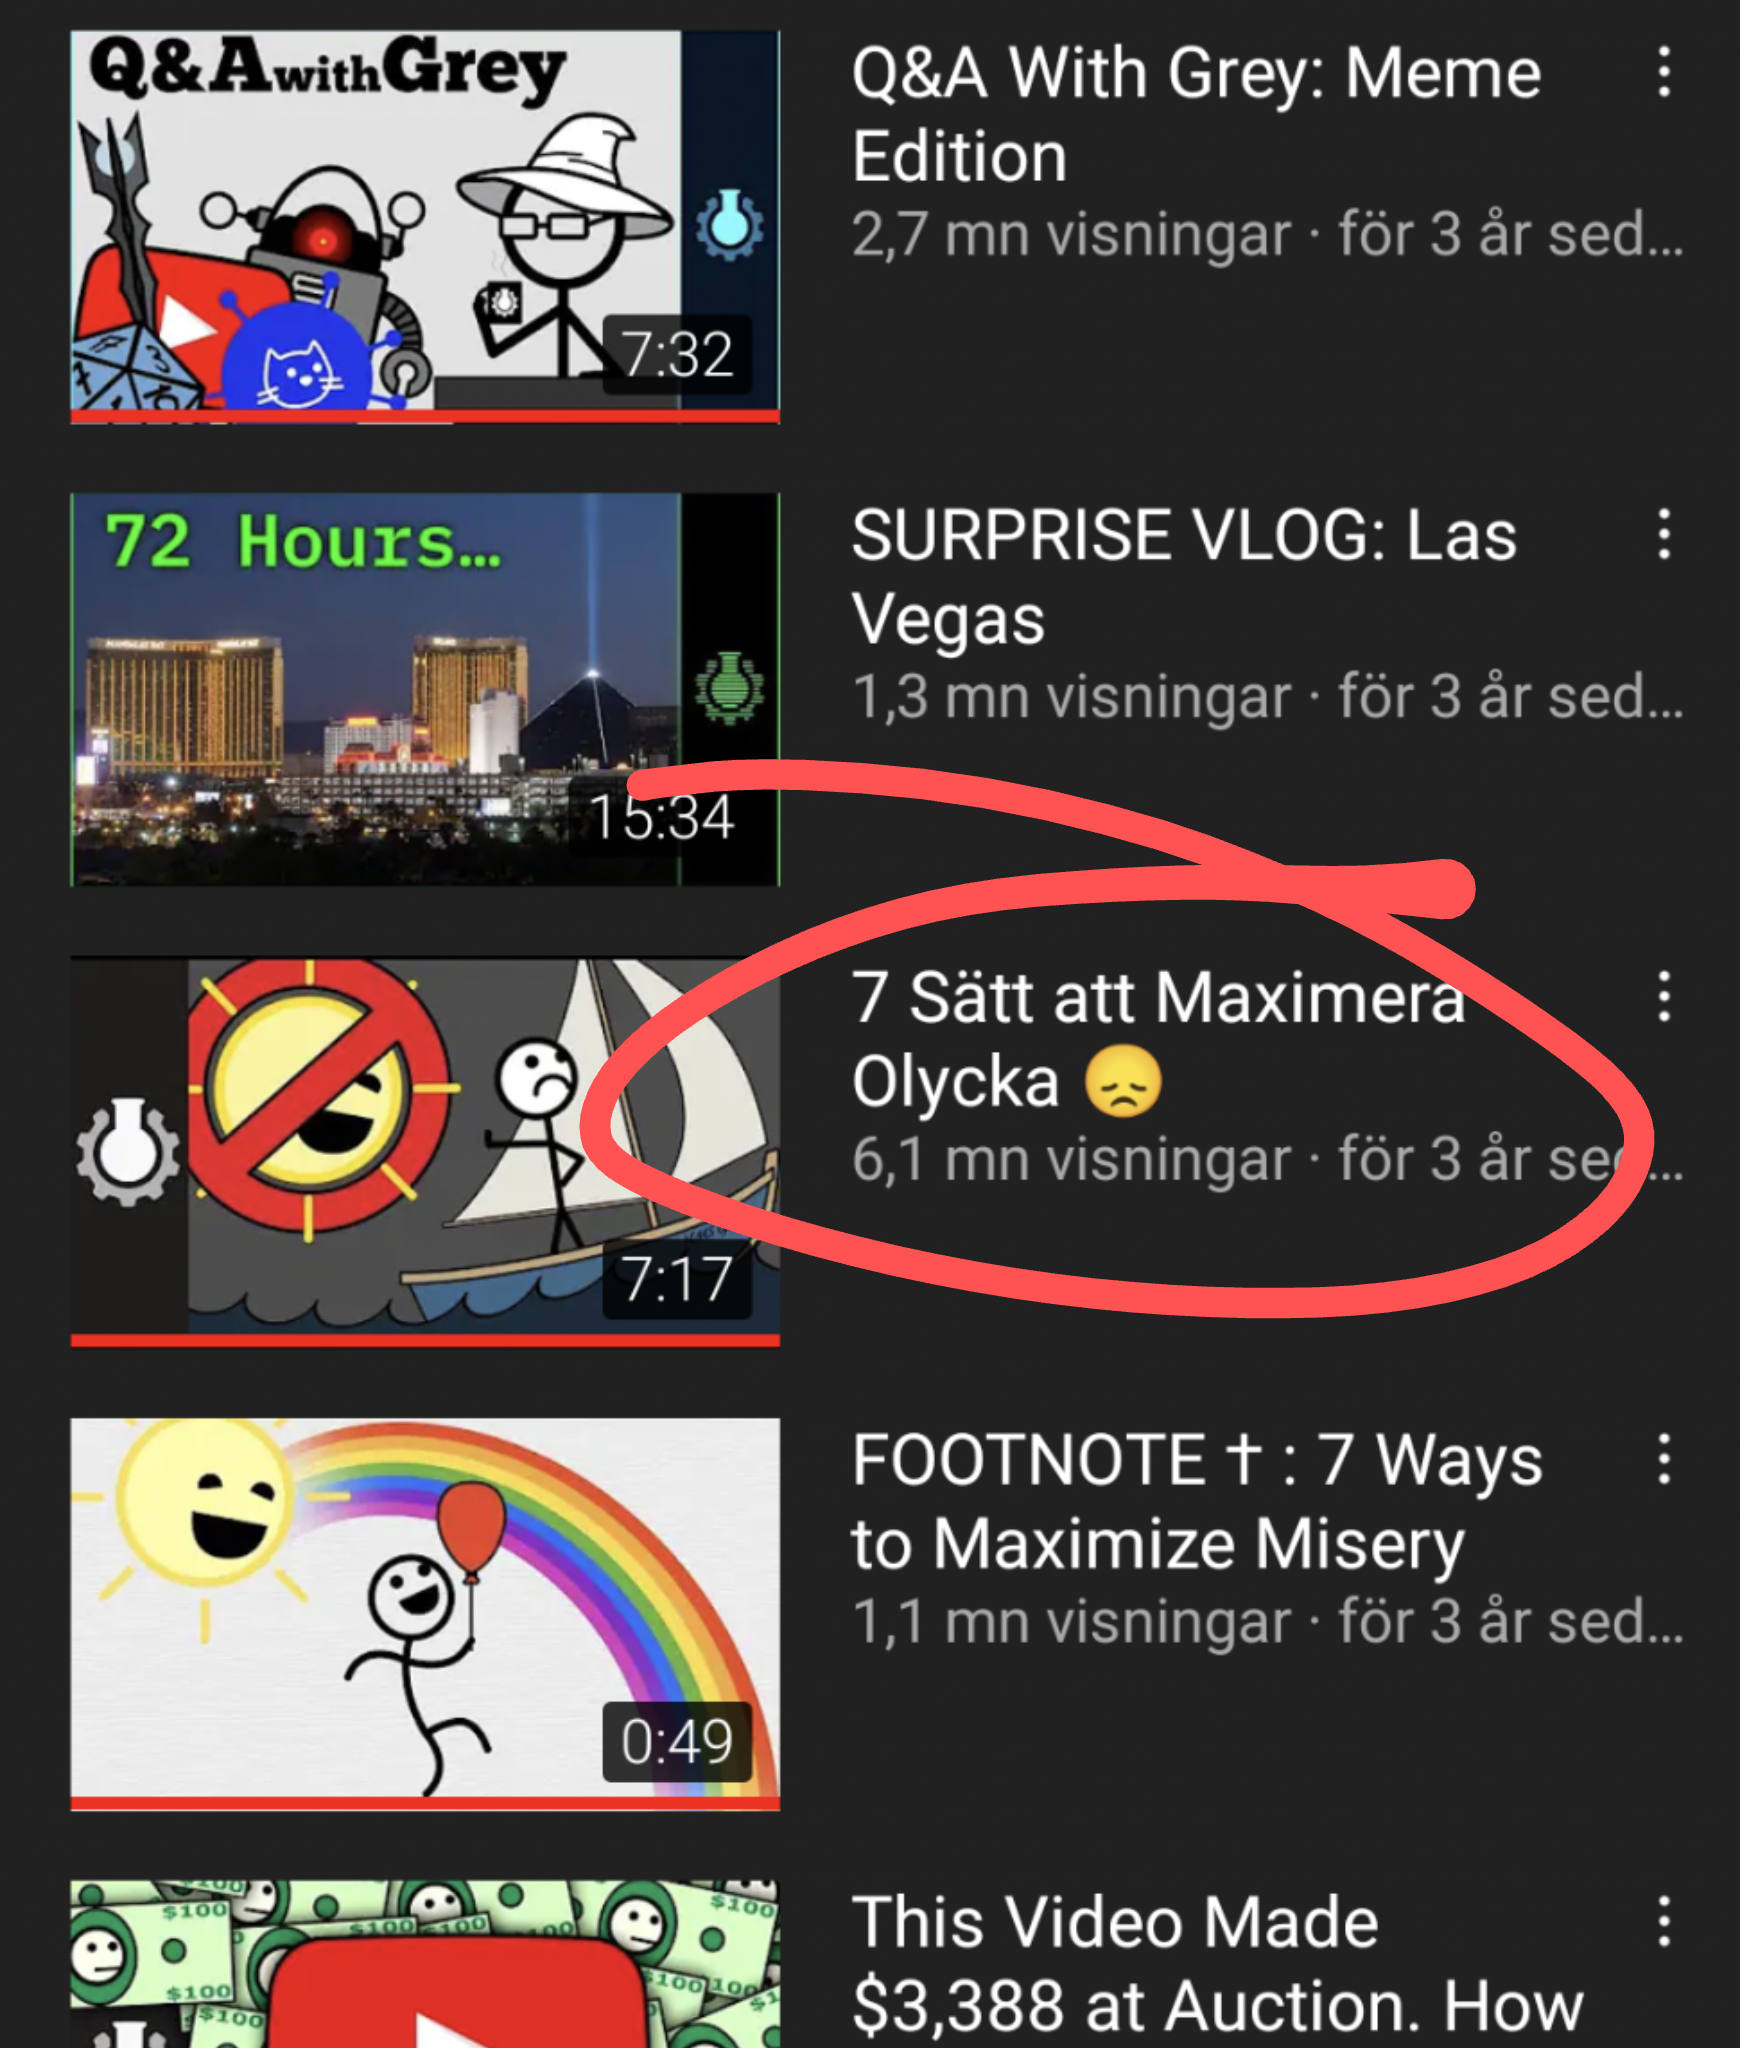 Q&AwithGrey
7:32
Q&A With Grey: Meme
Edition
2,7 mn visningar · för 3 år sed...
72 Hours...
15:34
SURPRISE VLOG: Las
Vegas
1,3 mn visningar · för 3 år sed...
7:17
7 Sätt att Maximera
Olycka 😞
6,1 mn visningar · för 3 år sed...
0:49
FOOTNOTE † : 7 Ways
to Maximize Misery
1,1 mn visningar · för 3 år sed...
$100
$100
$100
$100
$100
$100
$100
$100
This Video Made
$3,388 at Auction. How